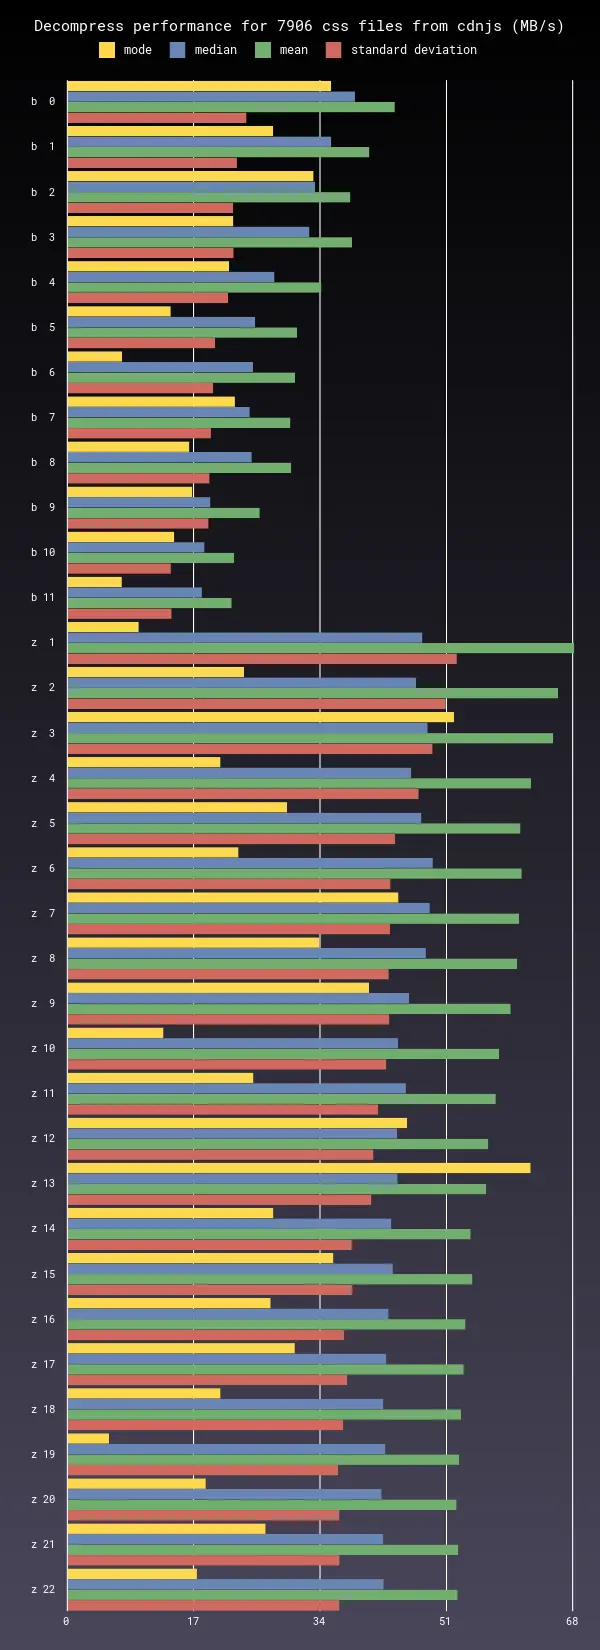 Decompress performance for 7906 css files from cdnjs (MB/s)
mode median mean standard deviation
b 0
b 1
b 2
b 3
b 4
b 5
b 6
b 7
b 8
b 9
b 10
b 11
z 1
z 2
z 3
z 4
z 5
z 6
z 7
z 8
z 9
z 10
z 11
z 12
z 13
z 14
z 15
z 16
z 17
z 18
z 19
z 20
z 21
z 22
0 17 34 51 68